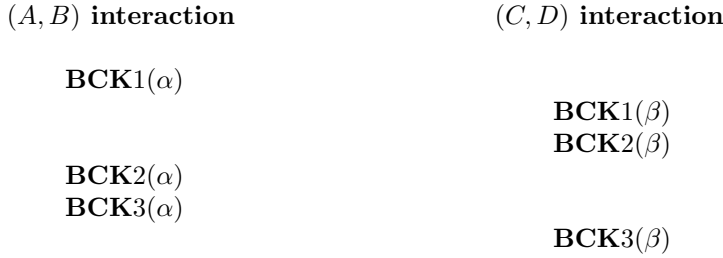 (A, B) interaction (C, D) interaction
BCK1(α)
BCK1(β)
BCK2(β)
BCK2(α)
BCK3(α)
BCK3(β)